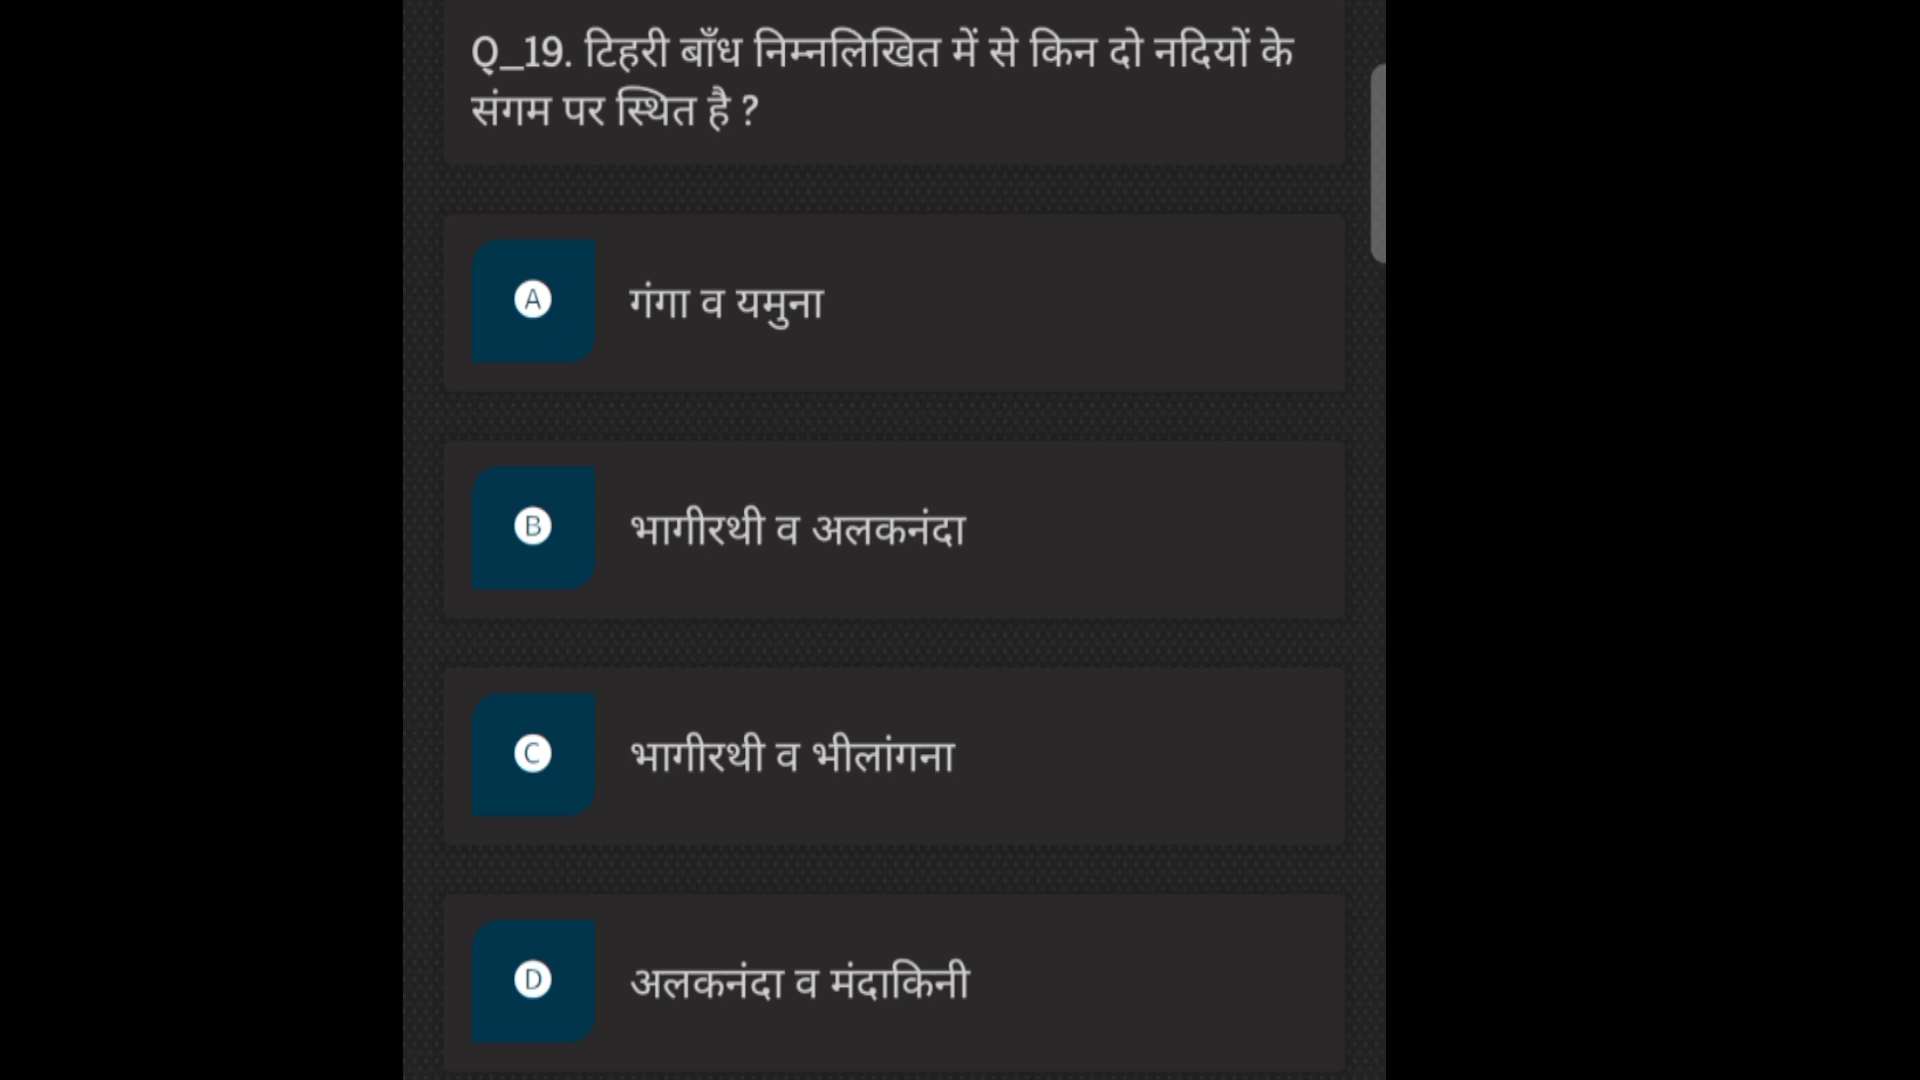 Q_19. टिहरी बाँध निम्नलिखित में से किन दो नदियों के
संगम पर स्थित है ?
A गंगा व यमुना
B भागीरथी व अलकनंदा
C भागीरथी व भीलांगना
D अलकनंदा व मंदाकिनी